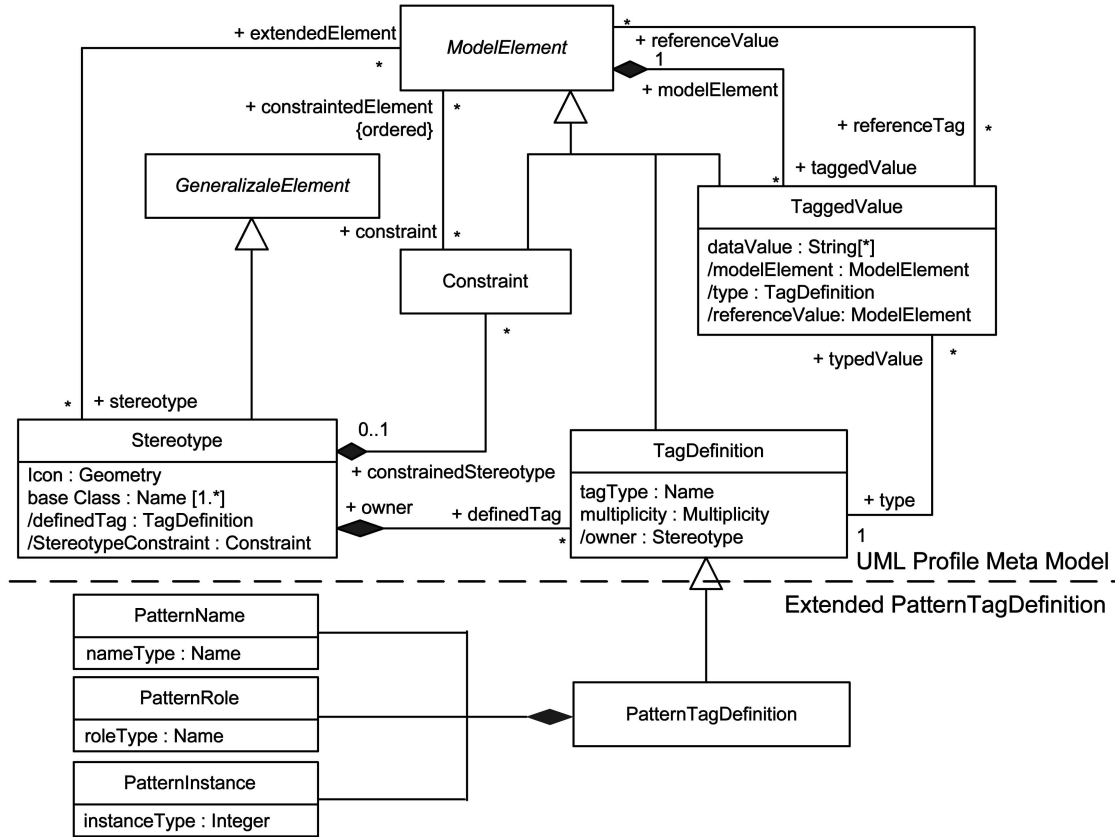 + extendedElement
*
ModelElement
*
+ referenceValue
1
+ modelElement
+ constraintedElement
{ordered}
*
+ referenceTag
*
GeneralizaleElement
+ taggedValue
*
+ constraint
*
TaggedValue
dataValue : String[*]
/modelElement : ModelElement
/type : TagDefinition
/referenceValue: ModelElement
Constraint
*
+ typedValue
*
*
+ stereotype
Stereotype
Icon : Geometry
base Class : Name [1.*]
/definedTag : TagDefinition
/StereotypeConstraint : Constraint
0..1
+ constrainedStereotype
+ owner
+ definedTag
*
TagDefinition
tagType : Name
multiplicity : Multiplicity
/owner : Stereotype
+ type
1
UML Profile Meta Model
Extended PatternTagDefinition
PatternName
nameType : Name
PatternRole
roleType : Name
PatternInstance
instanceType : Integer
PatternTagDefinition